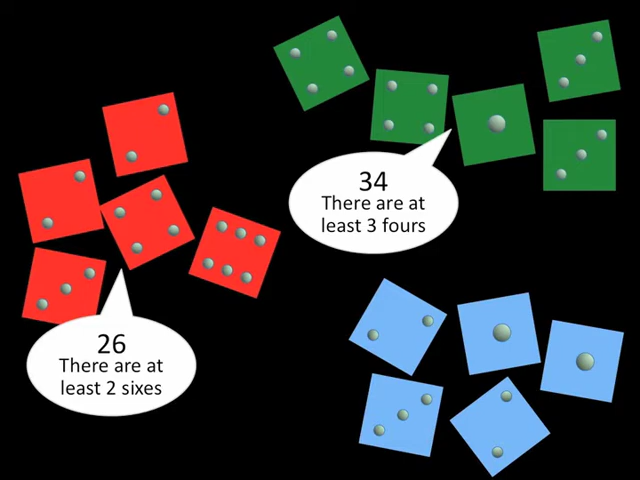 34
There are at
least 3 fours
26
There are at
least 2 sixes